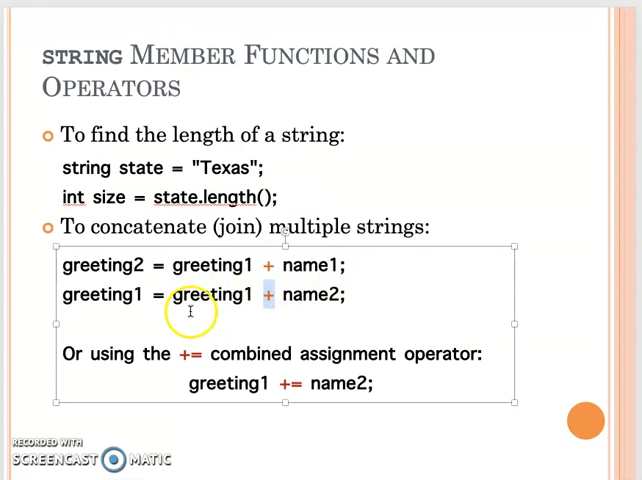 STRING MEMBER FUNCTIONS AND
OPERATORS
To find the length of a string:
string state = "Texas";
int size = state.length();
To concatenate (join) multiple strings:
greeting2 = greeting1 + name1;
greeting1 = greeting1 + name2;
Or using the += combined assignment operator:
greeting1 += name2;
RECORDED WITH
SCREENCAST MATIC